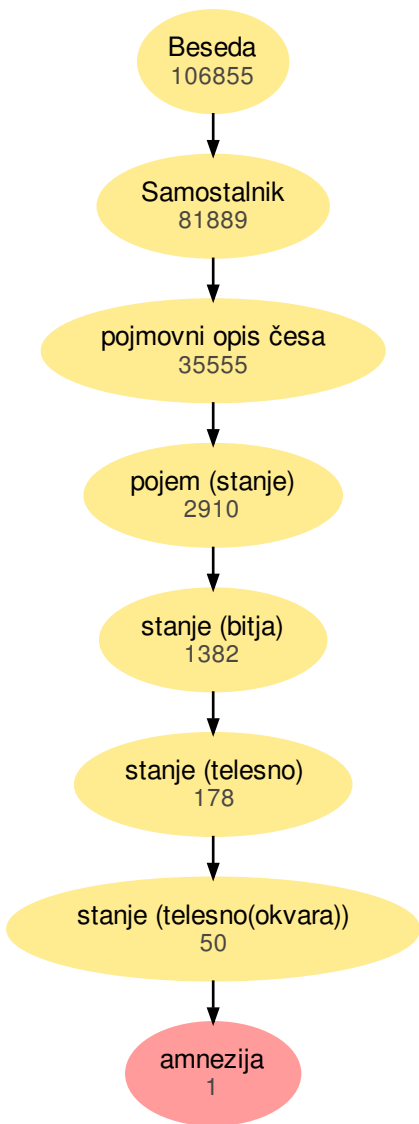 Beseda
106855
Samostalnik
81889
pojmovni opis česa
35555
pojem (stanje)
2910
stanje (bitja)
1382
stanje (telesno)
178
stanje (telesno(okvara))
50
amnezija
1